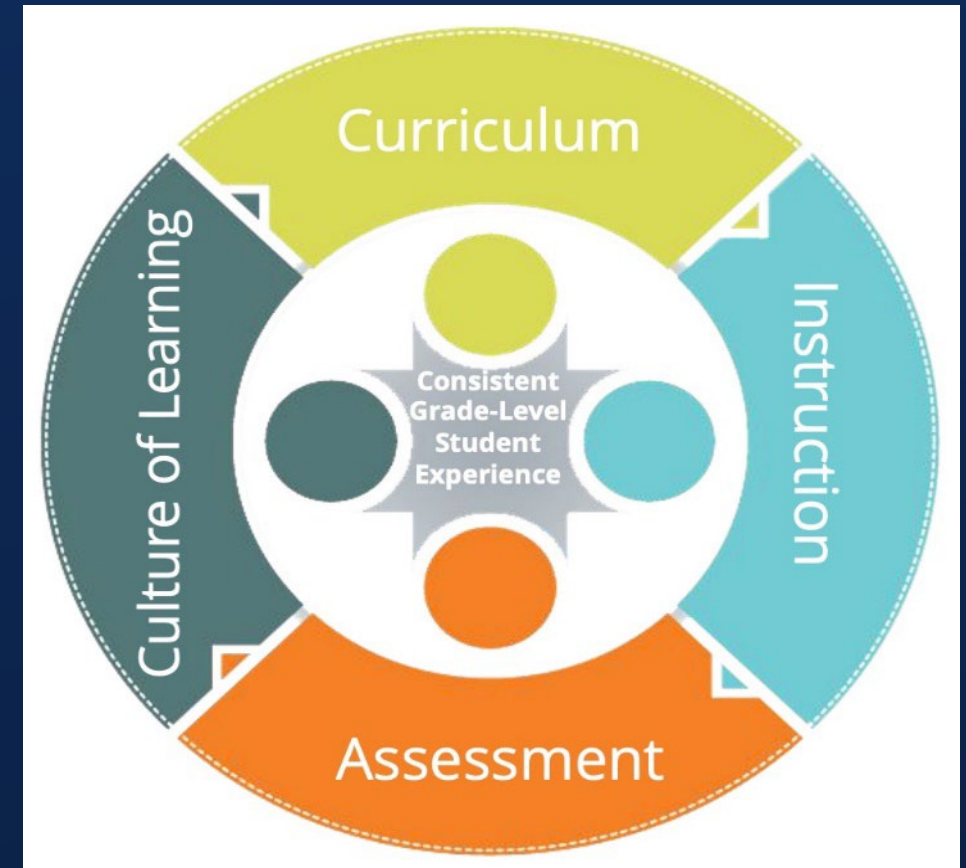 Curriculum
Culture of Learning
Instruction
Consistent
Grade-Level
Student
Experience
Assessment